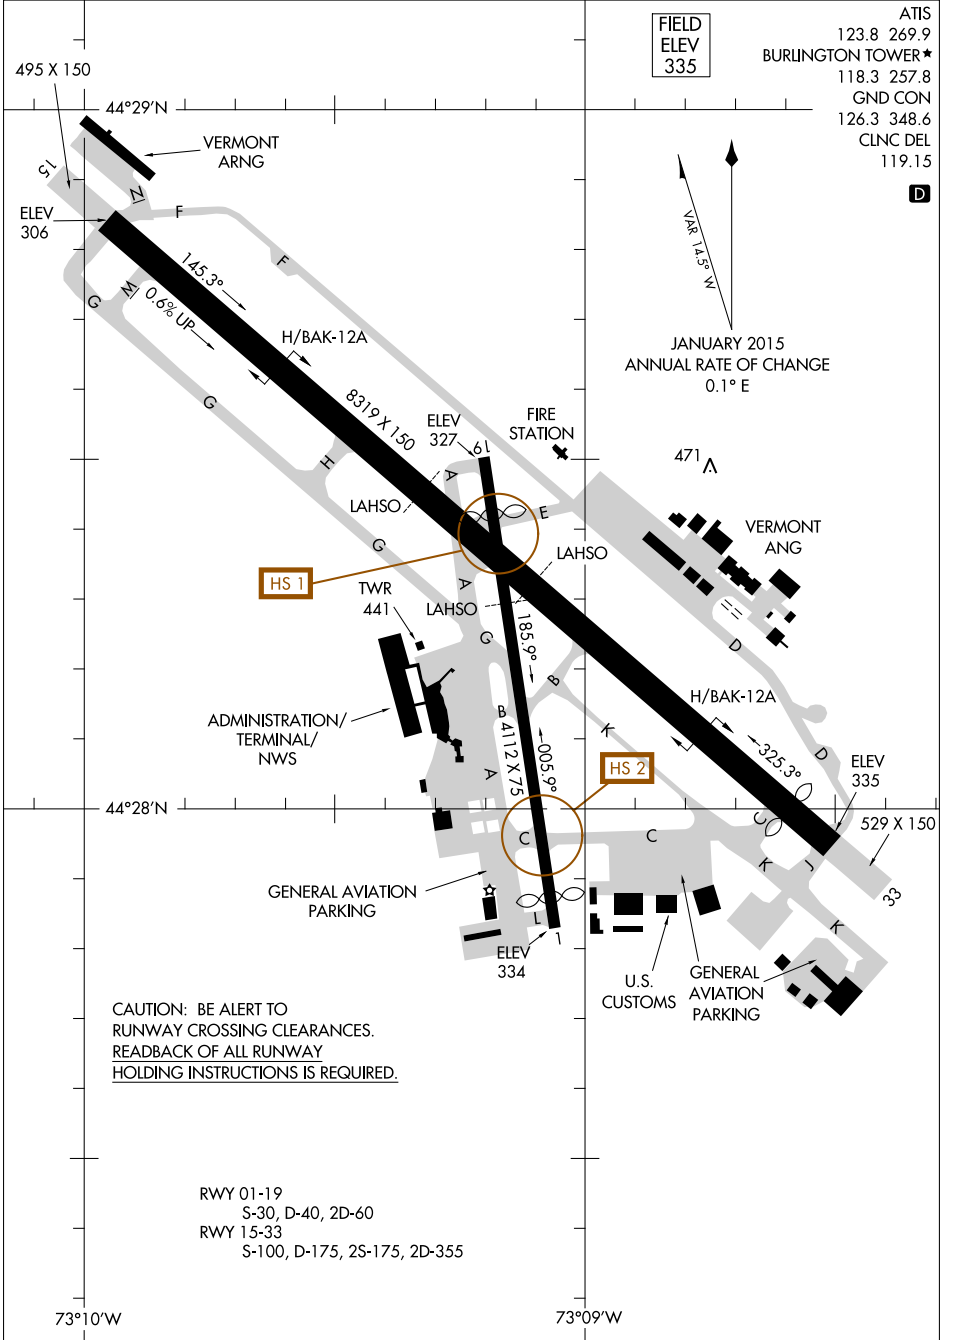 FIELD
ELEV
335
ATIS
123.8 269.9
BURLINGTON TOWER★
118.3 257.8
GND CON
126.3 348.6
CLNC DEL
119.15
D
495 X 150
44°29'N
VERMONT
ARNG
15
N
ELEV
306
F
F
145.3°
0.6% UP
G
M
H/BAK-12A
VAR 14.5° W
JANUARY 2015
ANNUAL RATE OF CHANGE
0.1° E
G
8319 X 150
ELEV
327
19
FIRE
STATION
471
H
A
LAHSO
E
VERMONT
ANG
G
HS 1
LAHSO
TWR
441
A
LAHSO
G
185.9°
D
B
H/BAK-12A
ADMINISTRATION/
TERMINAL/
NWS
B
4112 X 75
005.9°
K
325.3°
D
ELEV
335
HS 2
A
44°28'N
C
C
J
529 X 150
K
J
33
GENERAL AVIATION
PARKING
L
1
ELEV
334
K
U.S.
CUSTOMS
GENERAL
AVIATION
PARKING
CAUTION: BE ALERT TO
RUNWAY CROSSING CLEARANCES.
READBACK OF ALL RUNWAY
HOLDING INSTRUCTIONS IS REQUIRED.
RWY 01-19
S-30, D-40, 2D-60
RWY 15-33
S-100, D-175, 2S-175, 2D-355
73°10'W
73°09'W